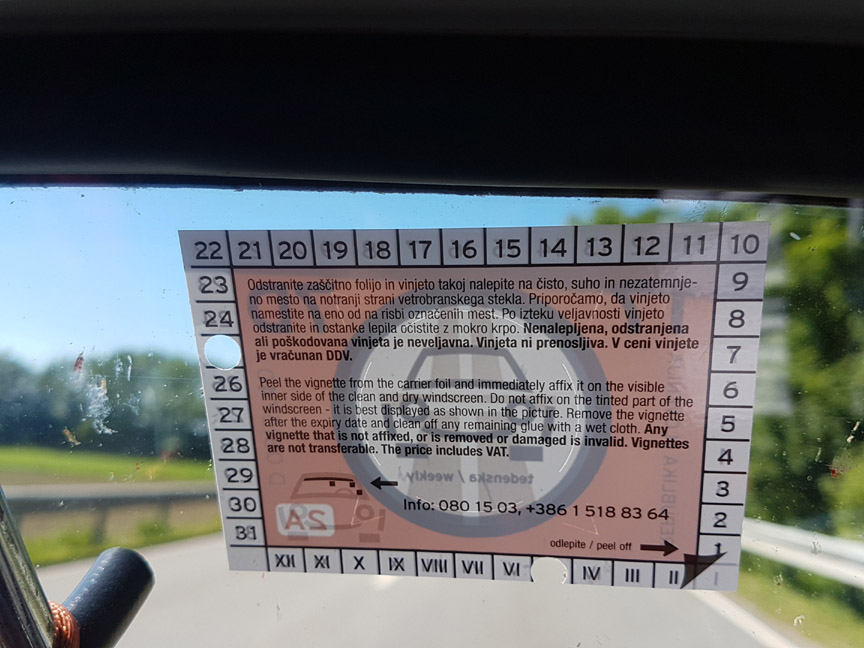 22 21 20 19 18 17 16 15 14 13 12 11 10
23
24
26
27
28
29
30
31
9
8
7
6
5
4
3
2
1
Odstranite zaščitno folijo in vinjeto takoj nalepite na čisto, suho in nezatemnje-
no mesto na notranji strani vetrobranskega stekla. Priporočamo, da vinjeto
namestite na eno od na risbi označenih mest. Po izteku veljavnosti vinjeto
odstranite in ostanke lepila očistite z mokro krpo. Nenalepljena, odstranjena
ali poškodovana vinjeta je neveljavna. Vinjeta ni prenosljiva. V ceni vinjete
je vračunan DDV.
Peel the vignette from the carrier foil and immediately affix it on the visible
inner side of the clean and dry windscreen. Do not affix on the tinted part of the
windscreen - it is best displayed as shown in the picture. Remove the vignette
after the expiry date and clean off any remaining glue with a wet cloth. Any
vignette that is not affixed, or is removed or damaged is invalid. Vignettes
are not transferable. The price includes VAT.
tedenska / weekly
2A
Info: 080 15 03, +386 1 518 83 64
odlepite / peel off
XII XI X IX VIII VII VI IV III II I